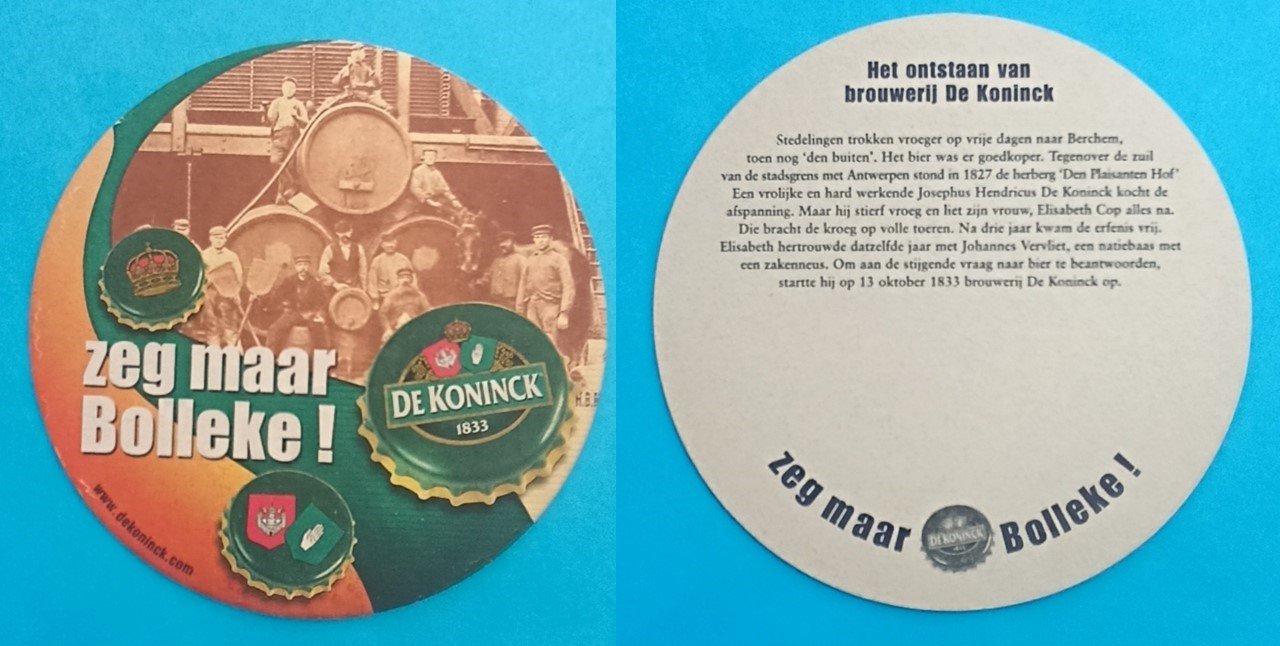 zeg maar
Bolleke !
DE KONINCK
1833
www.dekoninck.com
Het ontstaan van
brouwerij De Koninck
Stedelingen trokken vroeger op vrije dagen naar Berchem,
toen nog ‘den buiten’. Het bier was er goedkoper. Tegenover de zuil
van de stadsgrens met Antwerpen stond in 1827 de herberg ‘Den Plaisanten Hof’
Een vrolijke en hard werkende Josephus Hendricus De Koninck kocht de
afspanning. Maar hij stierf vroeg en liet zijn vrouw, Elisabeth Cop alles na.
Die bracht de kroeg op volle toeren. Na drie jaar kwam de erfenis vrij.
Elisabeth hertrouwde datzelfde jaar met Johannes Vervliet, een natiebaas met
een zakenneus. Om aan de stijgende vraag naar bier te beantwoorden,
startte hij op 13 oktober 1833 brouwerij De Koninck op.
zeg maar Bolleke !
DE KONINCK